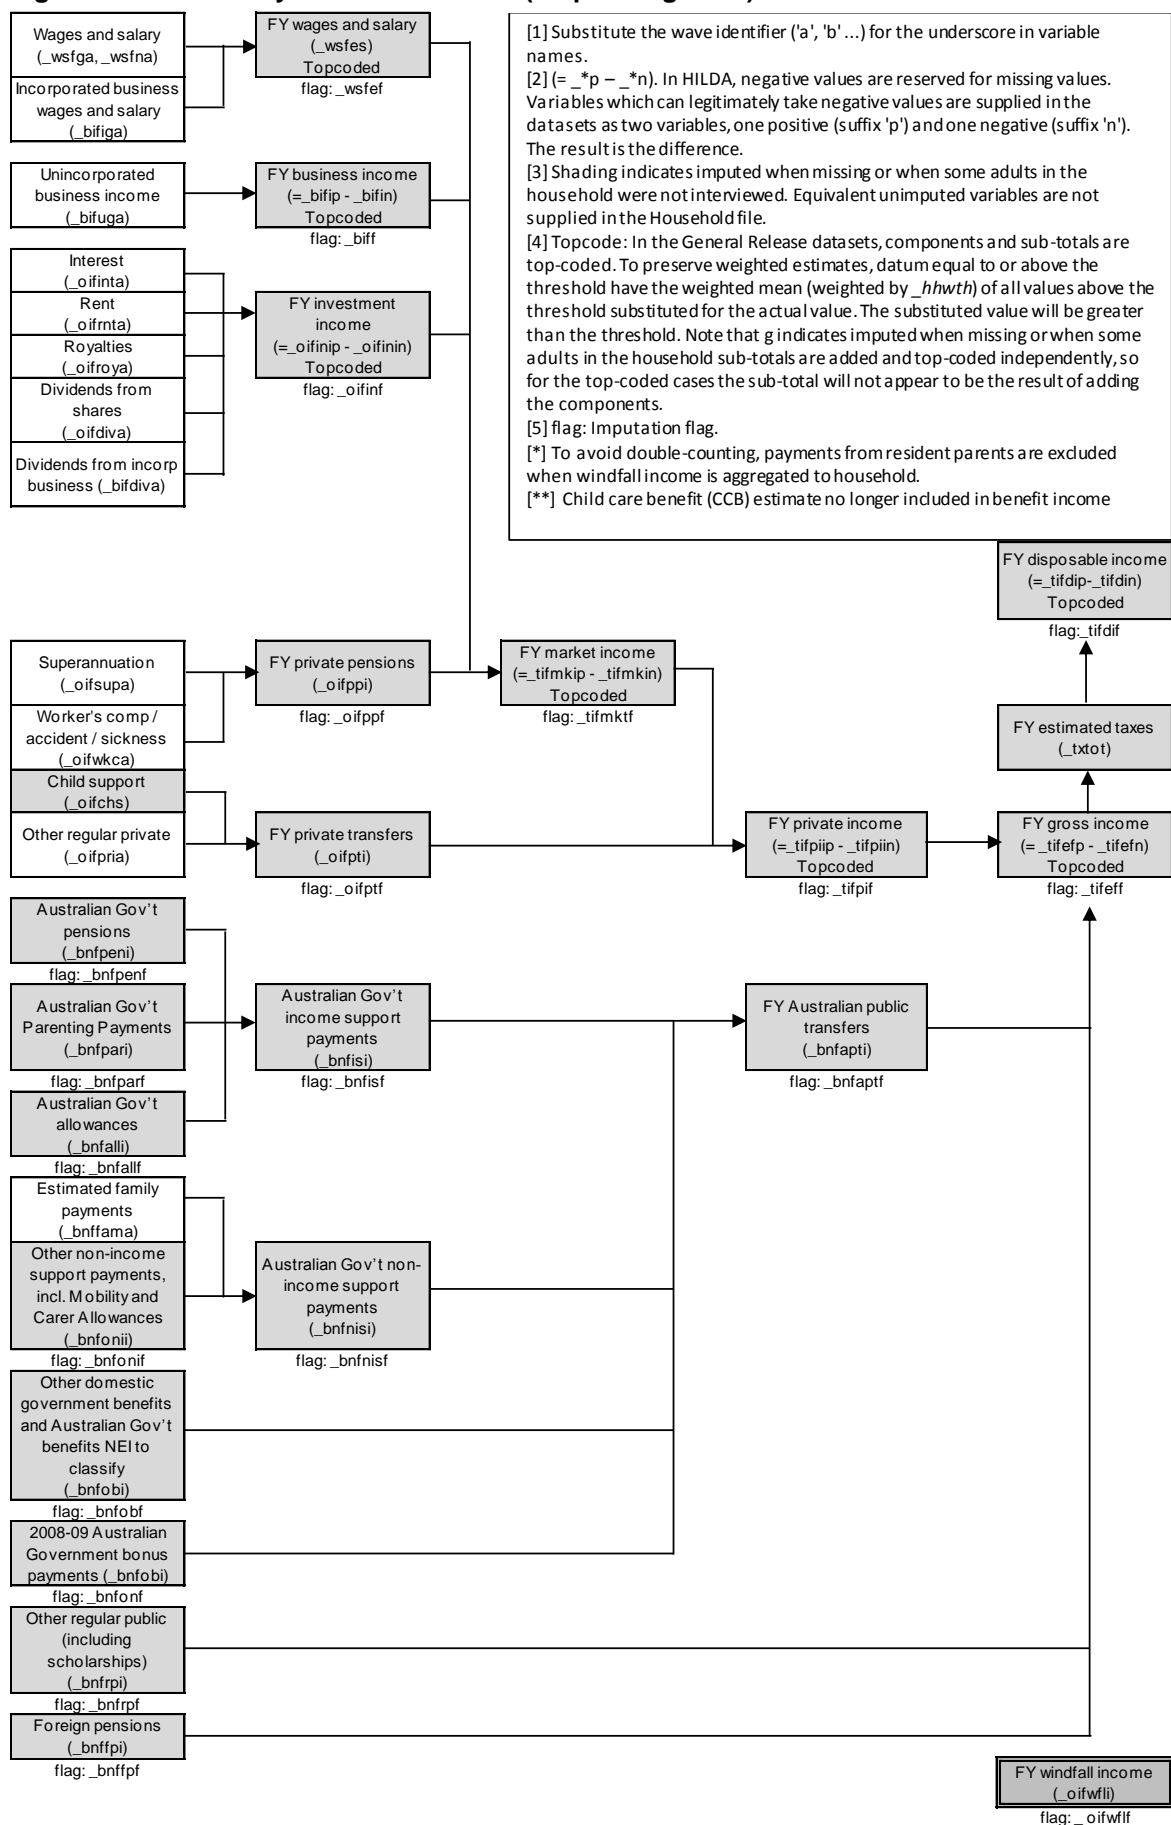 Wages and salary
(_wsfga, _wsfna)
Incorporated business
wages and salary
(_bifiga)
FY wages and salary
(_wsfes)
Topcoded
flag: _wsfef
Unincorporated
business income
(_bifuga)
FY business income
(=_bifip - _bifin)
Topcoded
flag: _biff
Interest
(_oifinta)
Rent
(_oifrnta)
Royalties
(_oifroya)
Dividends from
shares
(_oifdiva)
Dividends from incorp
business (_bifdiva)
FY investment
income
(=_oifinip - _oifinin)
Topcoded
flag: _oifinf
[1] Substitute the wave identifier ('a', 'b' ...) for the underscore in variable
names.
[2] (= _*p – _*n). In HILDA, negative values are reserved for missing values.
Variables which can legitimately take negative values are supplied in the
datasets as two variables, one positive (suffix 'p') and one negative (suffix 'n').
The result is the difference.
[3] Shading indicates imputed when missing or when some adults in the
household were not interviewed. Equivalent unimputed variables are not
supplied in the Household file.
[4] Topcode: In the General Release datasets, components and sub-totals are
top-coded. To preserve weighted estimates, datum equal to or above the
threshold have the weighted mean (weighted by _hhwth) of all values above the
threshold substituted for the actual value. The substituted value will be greater
than the threshold. Note that g indicates imputed when missing or when some
adults in the household sub-totals are added and top-coded independently, so
for the top-coded cases the sub-total will not appear to be the result of adding
the components.
[5] flag: Imputation flag.
[*] To avoid double-counting, payments from resident parents are excluded
when windfall income is aggregated to household.
[**] Child care benefit (CCB) estimate no longer included in benefit income
FY disposable income
(=_tifdip-_tifdin)
Topcoded
flag:_tifdif
Superannuation
(_oifsupa)
Worker's comp /
accident / sickness
(_oifwkca)
Child support
(_oifchs)
Other regular private
(_oifpria)
FY private pensions
(_oifppi)
flag: _oifppf
FY market income
(=_tifmkip - _tifmkin)
Topcoded
flag: _tifmktf
FY estimated taxes
(_txtot)
FY private transfers
(_oifpti)
flag: _oifptf
FY private income
(=_tifpiip - _tifpiin)
Topcoded
flag: _tifpif
FY gross income
(= _tifefp - _tifefn)
Topcoded
flag: _tifeff
Australian Gov't
pensions
(_bnfpeni)
flag: _bnfpenf
Australian Gov't
Parenting Payments
(_bnfpari)
flag: _bnfparf
Australian Gov't
allowances
(_bnfalli)
flag: _bnfallf
Australian Gov't
income support
payments
(_bnfisi)
flag: _bnfisf
FY Australian public
transfers
(_bnfapti)
flag: _bnfaptf
Estimated family
payments
(_bnffama)
Other non-income
support payments,
incl. Mobility and
Carer Allowances
(_bnfonii)
flag: _bnfonif
Australian Gov't non-
income support
payments
(_bnfnisi)
flag: _bnfnisf
Other domestic
government benefits
and Australian Gov't
benefits NEI to
classify
(_bnfobi)
flag: _bnfobf
2008-09 Australian
Government bonus
payments (_bnfobi)
flag: _bnfonf
Other regular public
(including
scholarships)
(_bnfrpi)
flag: _bnfrpf
Foreign pensions
(_bnffpi)
flag: _bnffpf
FY windfall income
(_oifwfli)
flag: _ oifwflf